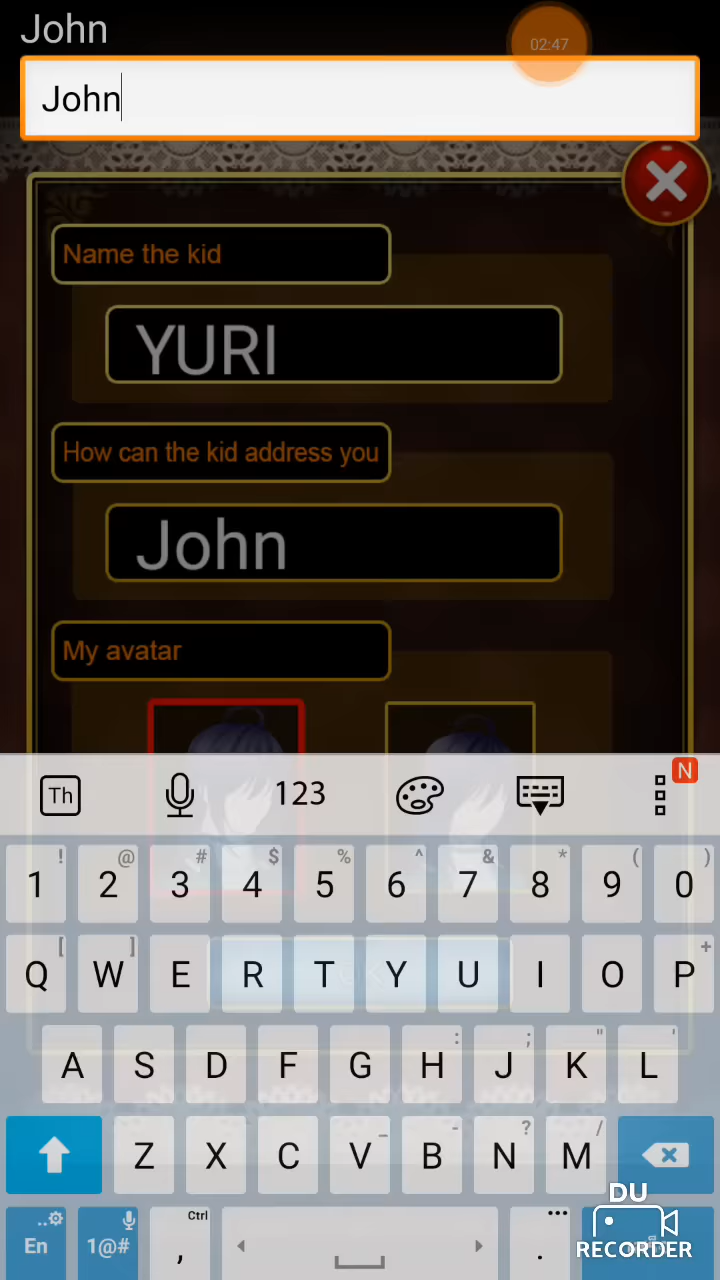 John
02:47
John
Name the kid
YURI
How can the kid address you
John
My avatar
Th 123 N
! @ # $ % ^ & * ( )
1 2 3 4 5 6 7 8 9 0
[ ] +
Q W E R T Y U I O P
: ; " '
A S D F G H J K L
_ - ? /
Z X C V B N M
DU
RECORDER
Ctrl
En 1@# , .